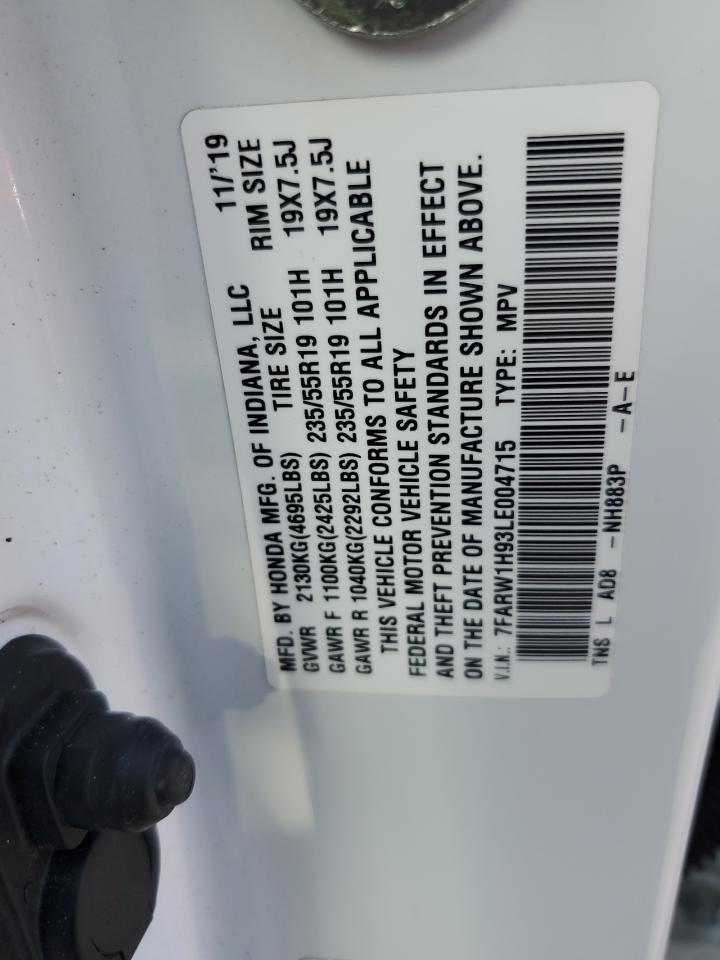 MFD. BY HONDA MFG. OF INDIANA, LLC 11/'19
TIRE SIZE RIM SIZE
GVWR 2130KG(4695LBS)
GAWR F 1100KG(2425LBS) 235/55R19 101H 19X7.5J
GAWR R 1040KG(2292LBS) 235/55R19 101H 19X7.5J
THIS VEHICLE CONFORMS TO ALL APPLICABLE
FEDERAL MOTOR VEHICLE SAFETY
AND THEFT PREVENTION STANDARDS IN EFFECT
ON THE DATE OF MANUFACTURE SHOWN ABOVE.
V.I.N.: 7FARW1H93LE004715 TYPE: MPV
TNS L AD8 -NH883P -A-E